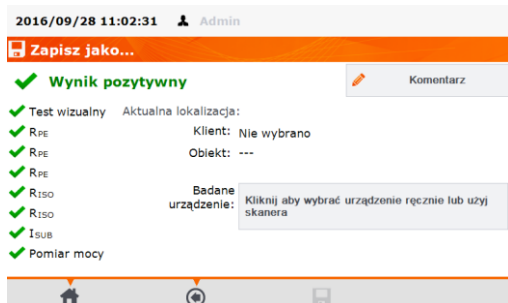 2016/09/28 11:02:31 Admin
Zapisz jako...
Wynik pozytywny
Komentarz
Test wizualny
Aktualna lokalizacja:
RPE
Klient: Nie wybrano
RPE
Obiekt: ---
RPE
RISO
Badane urządzenie:
Kliknij aby wybrać urządzenie ręcznie lub użyj
skanera
RISO
ISUB
Pomiar mocy